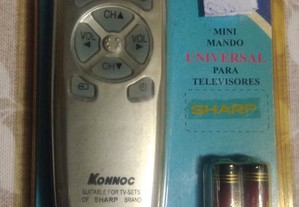 CH▲
VOL
VOL
CH▼
KONNOC
SUITABLE FOR TV-SETS
OF SHARP BRAND
MINI
MANDO
UNIVERSAL
PARA
TELEVISORES
SHARP